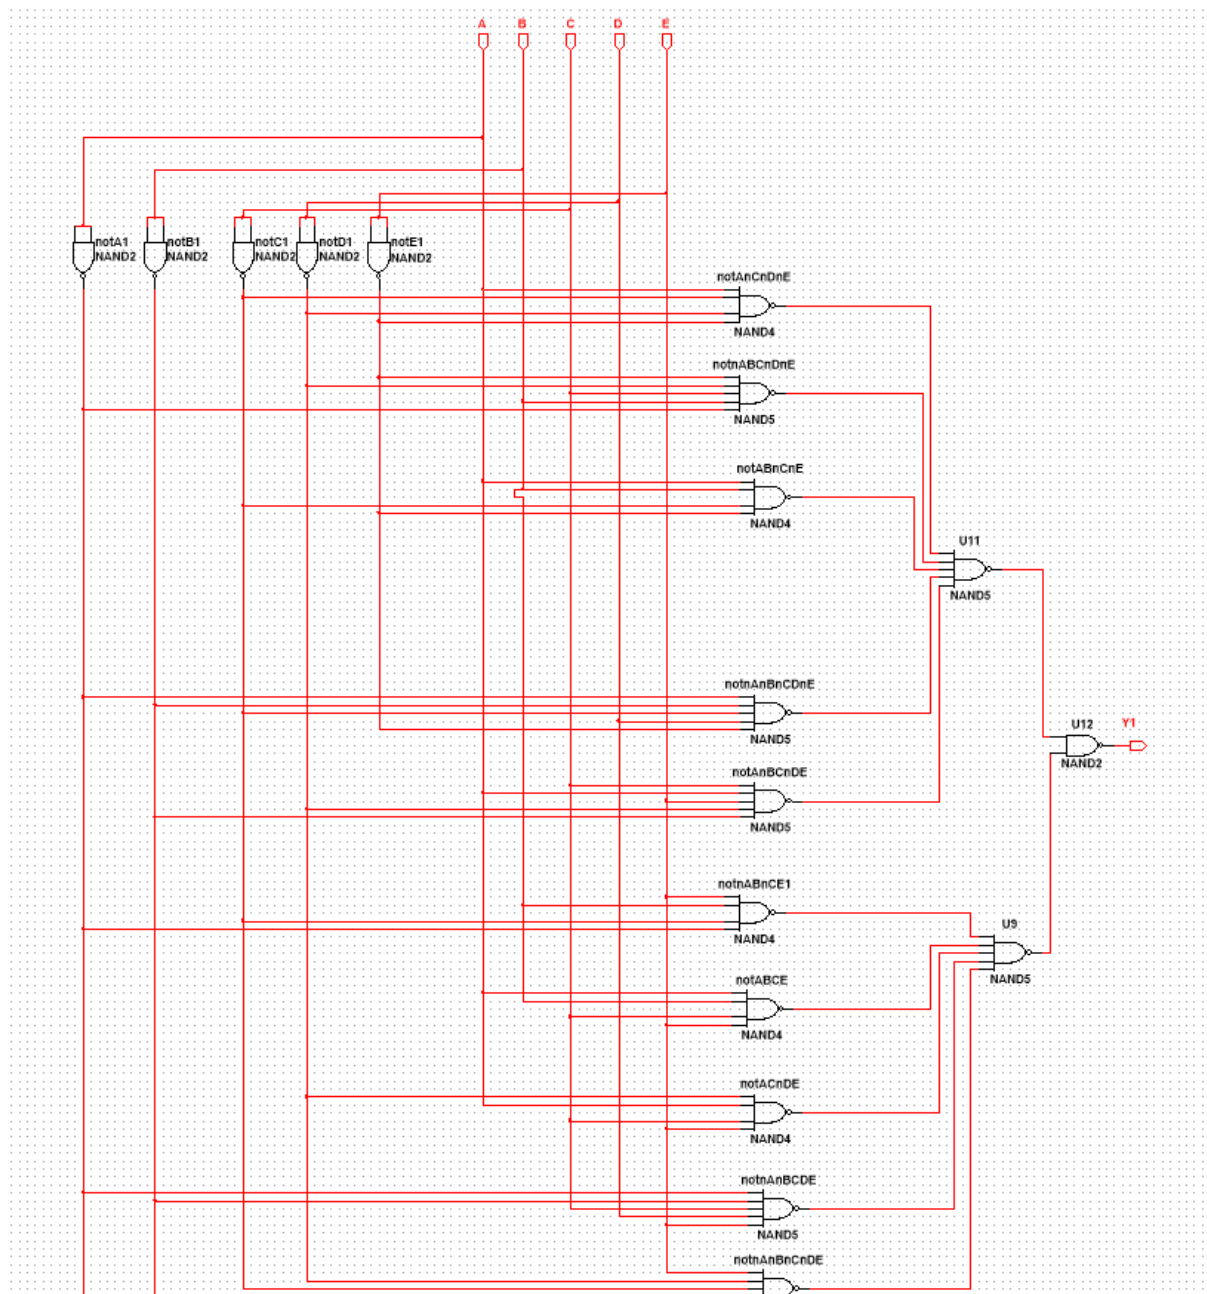 A B C D E
notA1
NAND2
notB1
NAND2
notC1
NAND2
notD1
NAND2
notE1
NAND2
notAnCnDnE
NAND4
notnABCnDnE
NAND5
notABnCnE
NAND4
U11
NAND5
notnAnBnCDnE
NAND5
U12
NAND2
Y1
notAnBCnDE
NAND5
notnABnCE1
NAND4
U9
NAND5
notABCE
NAND4
notACnDE
NAND4
notnAnBCDE
NAND5
notnAnBnCnDE